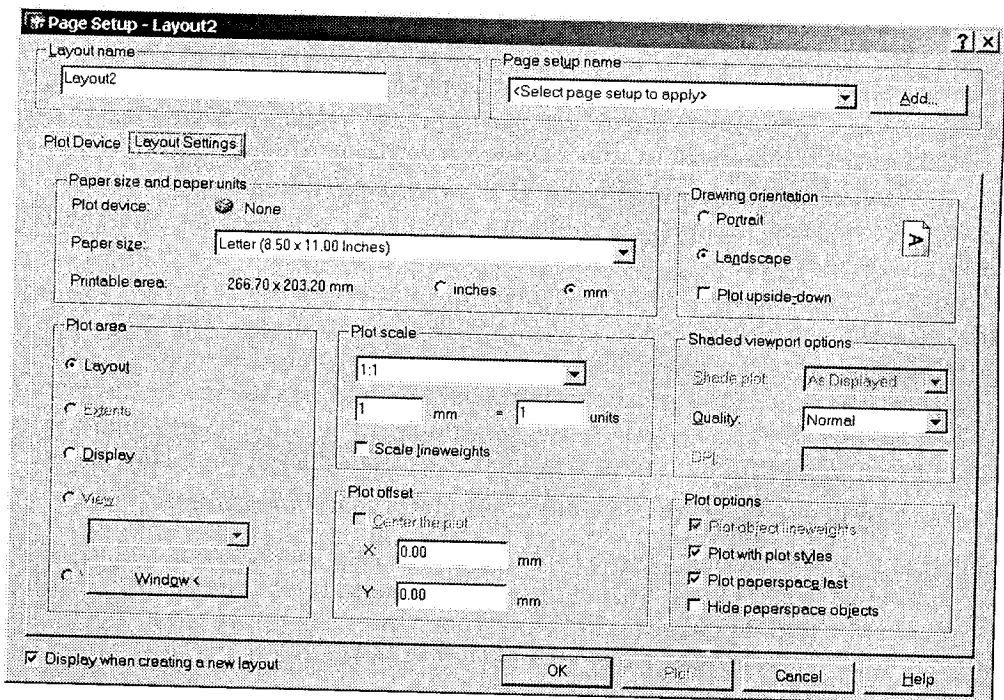 Page Setup - Layout2
Layout name
Layout2
Page setup name
<Select page setup to apply>
Add...
Plot Device
Layout Settings
Paper size and paper units
Plot device: None
Paper size: Letter (8.50 x 11.00 Inches)
Printable area: 266.70 x 203.20 mm inches mm
Drawing orientation
Portrait
Landscape
A
Plot upside-down
Plot area
Layout
Extents
Display
View
Window <
Plot scale
1:1
1 mm = 1 units
Scale lineweights
Plot offset
Center the plot
X: 0.00 mm
Y: 0.00 mm
Shaded viewport options
Shade plot: As Displayed
Quality: Normal
DPI:
Plot options
Plot object lineweights
Plot with plot styles
Plot paperspace last
Hide paperspace objects
Display when creating a new layout
OK
Plot
Cancel
Help